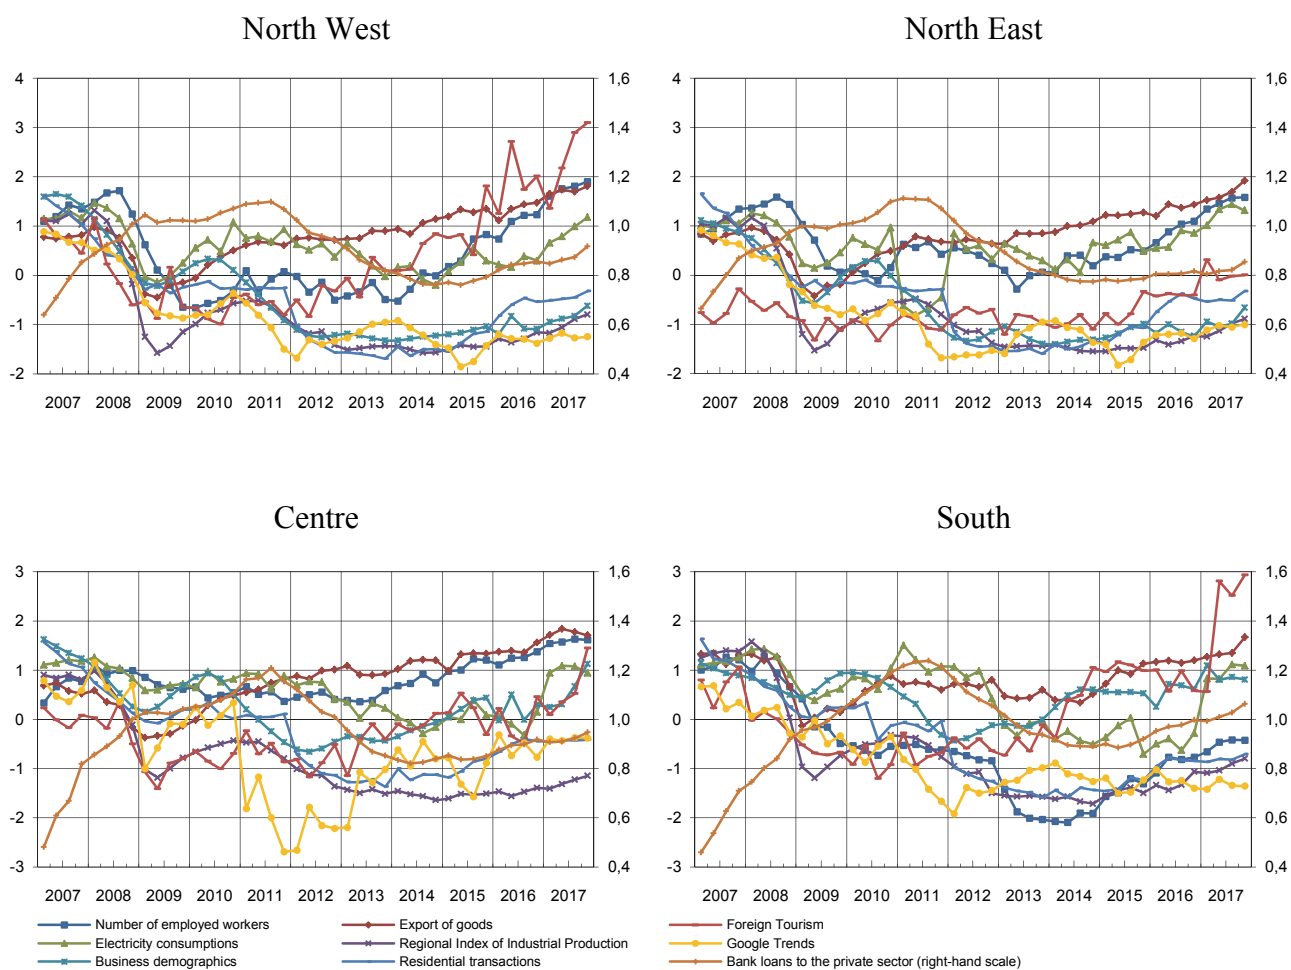 North West
North East
4 1,6 4 1,6
3 1,4 3 1,4
2 1,2 2 1,2
1 1,0 1 1,0
0 0,8 0 0,8
-1 0,6 -1 0,6
-2 0,4 -2 0,4
2007 2008 2009 2010 2011 2012 2013 2014 2015 2016 2017
2007 2008 2009 2010 2011 2012 2013 2014 2015 2016 2017
Centre
South
3 1,6 3 1,6
2 1,4 2 1,4
1 1,2 1 1,2
0 1,0 0 1,0
-1 0,8 -1 0,8
-2 0,6 -2 0,6
-3 0,4 -3 0,4
2007 2008 2009 2010 2011 2012 2013 2014 2015 2016 2017
2007 2008 2009 2010 2011 2012 2013 2014 2015 2016 2017
Number of employed workers Export of goods Foreign Tourism
Electricity consumptions Regional Index of Industrial Production Google Trends
Business demographics Residential transactions Bank loans to the private sector (right-hand scale)